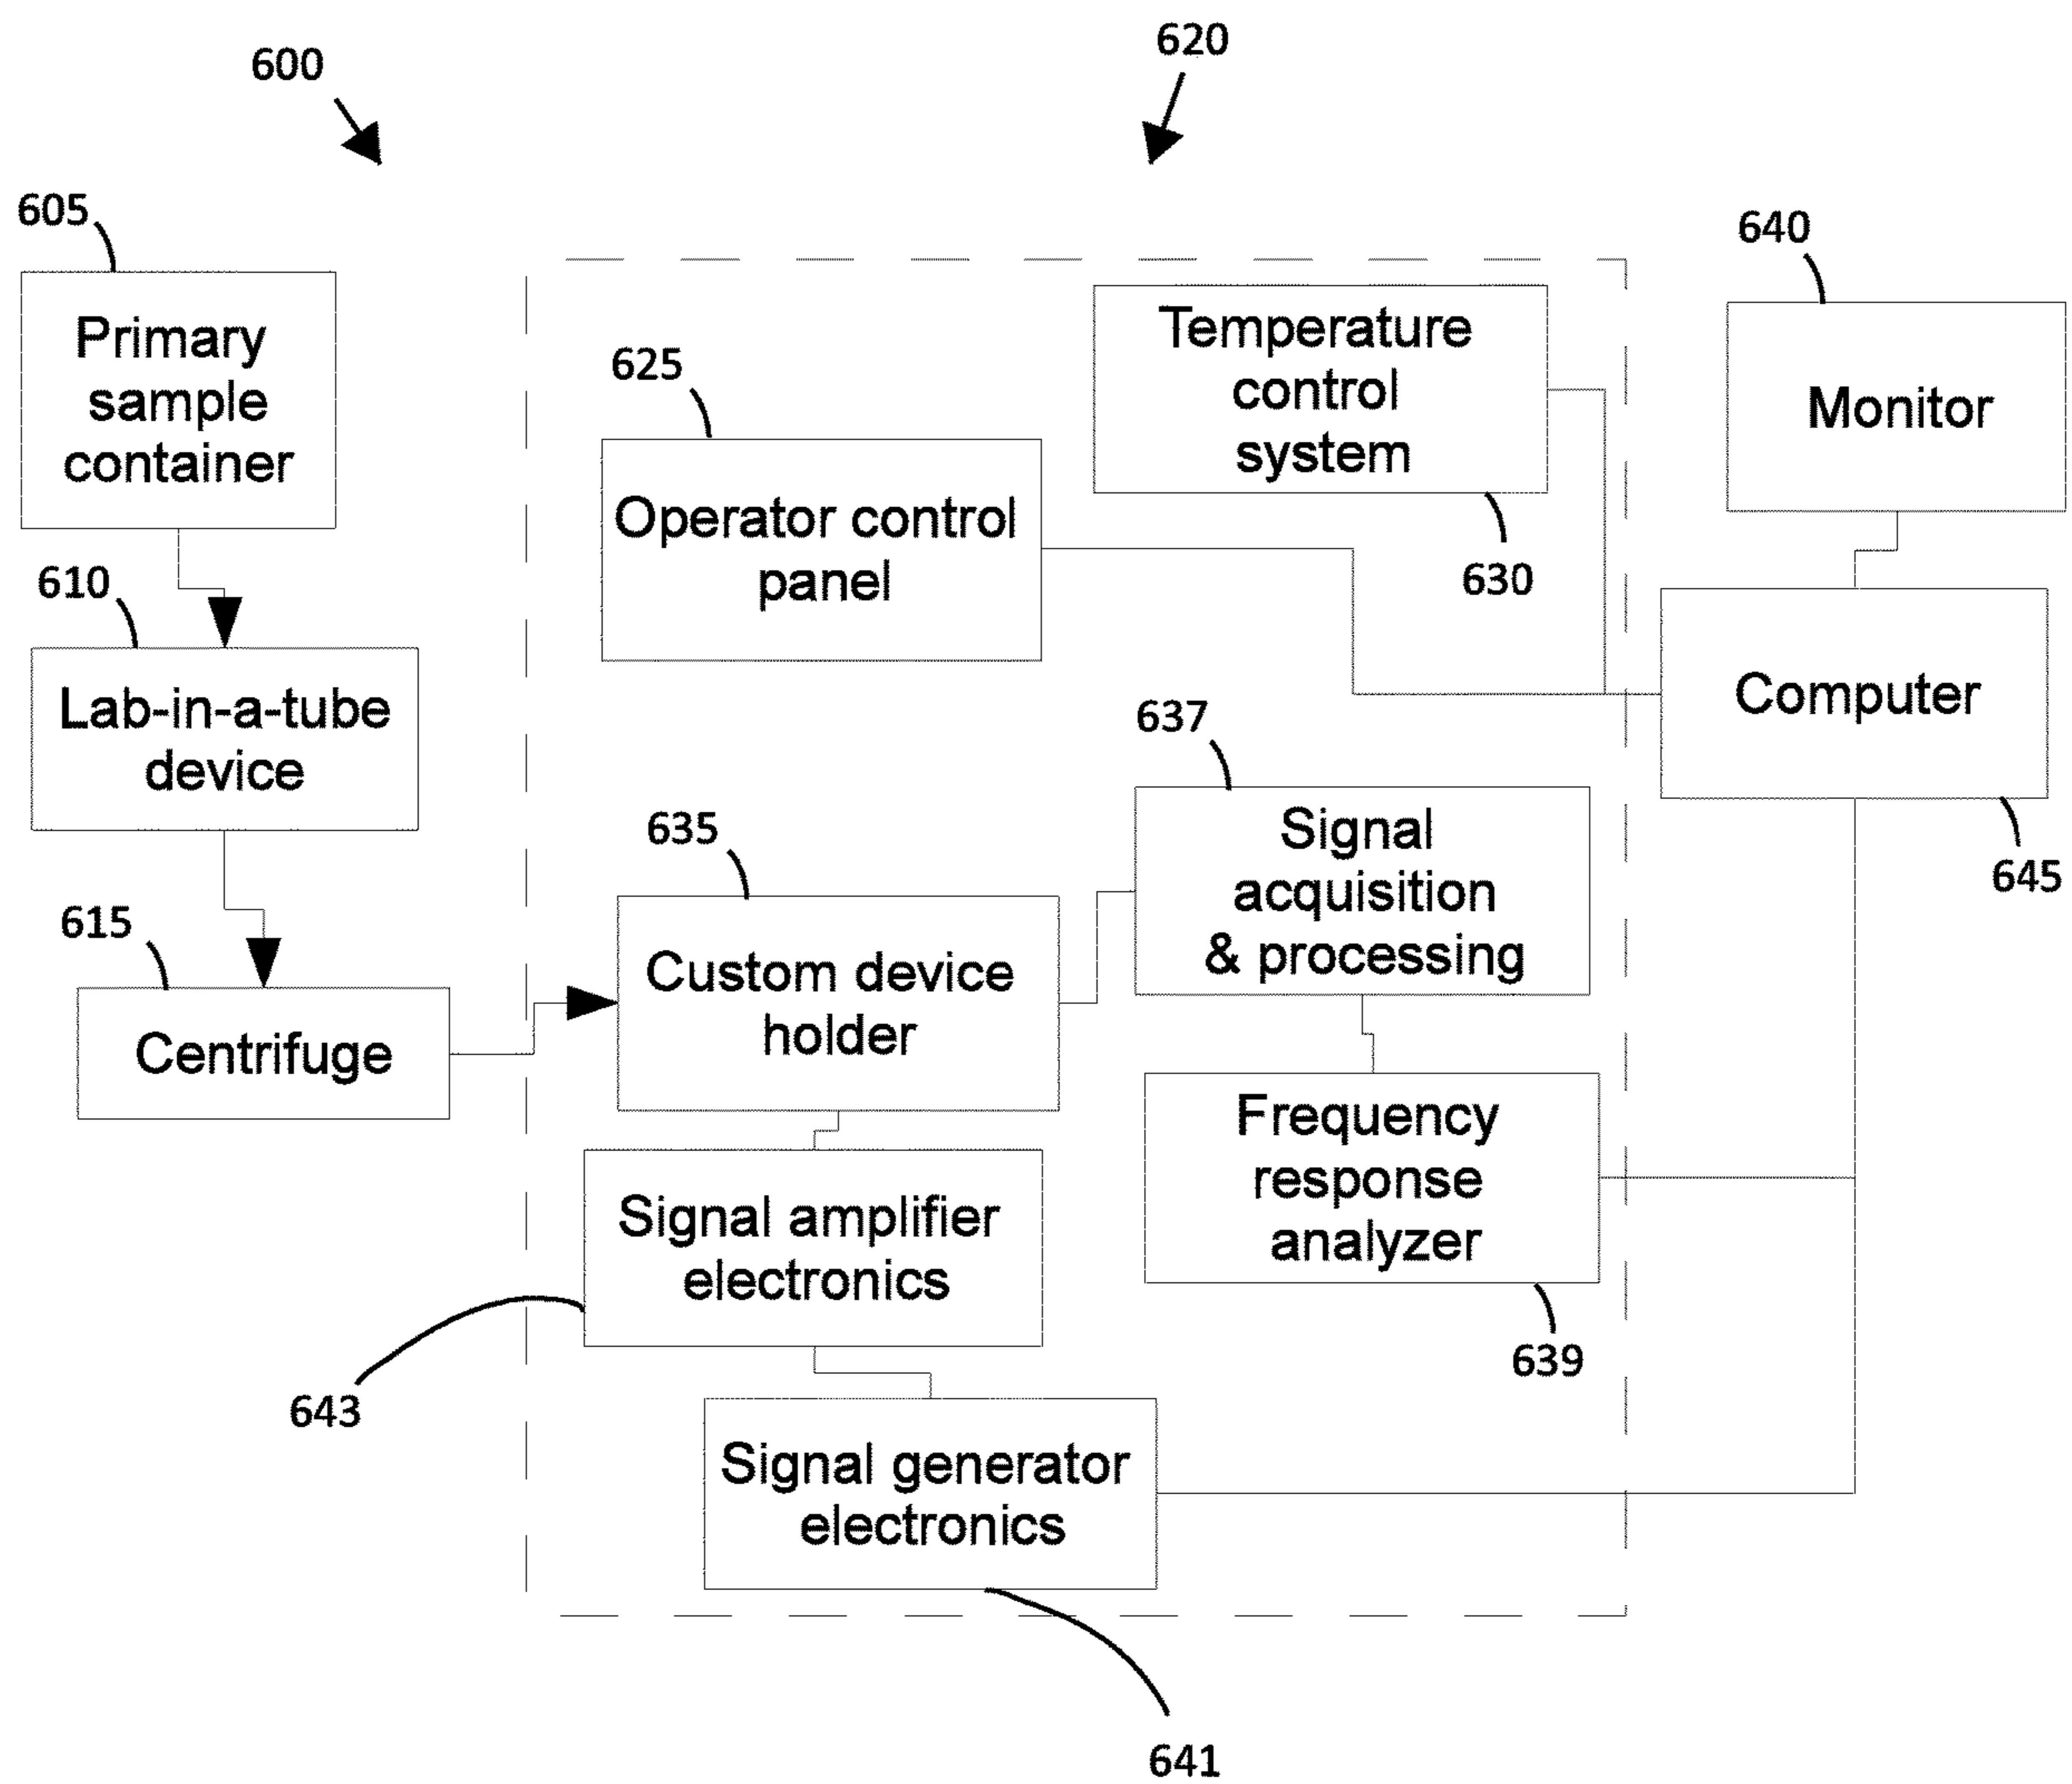 600
620
605
Primary
sample
container
640
Monitor
Temperature
control
system
630
625
Operator control
panel
610
Lab-in-a-tube
device
Computer
645
637
Signal
acquisition
& processing
635
Custom device
holder
615
Centrifuge
Frequency
response
analyzer
639
Signal amplifier
electronics
643
Signal generator
electronics
641